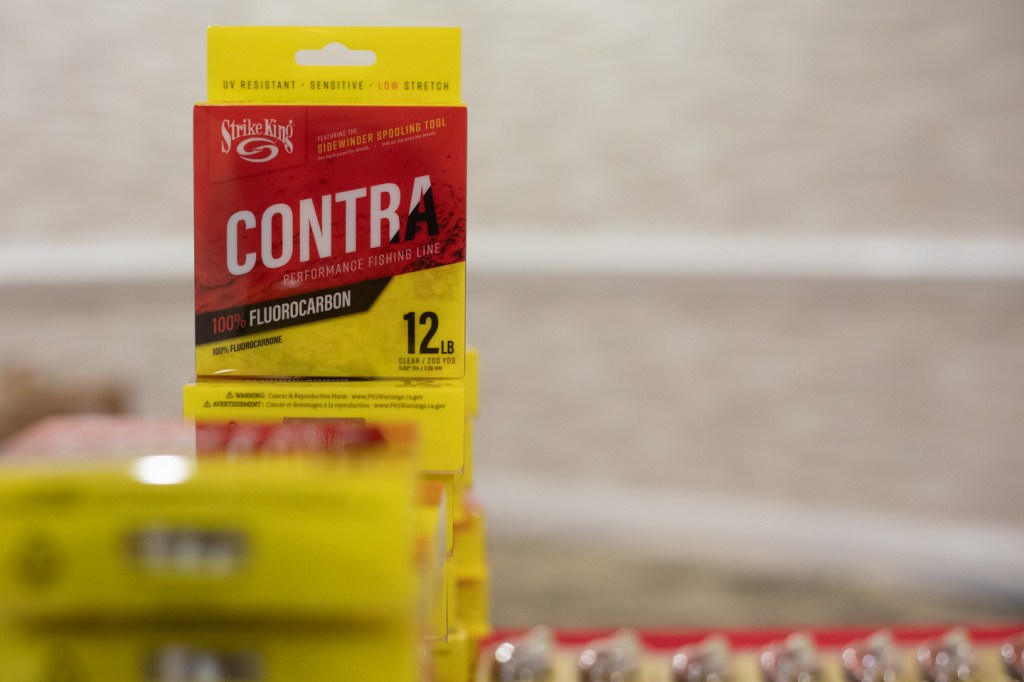 UV RESISTANT - SENSITIVE - LOW STRETCH
Strike King
FEATURING THE
SIDEWINDER SPOOLING TOOL
CONTRA
PERFORMANCE FISHING LINE
100% FLUOROCARBON
100% FLUOROCARBONE
12LB
CLEAR / 200 YDS
WARNING: Cancer & Reproductive Harm - www.P65Warnings.ca.gov
AVERTISSEMENT : Cancer et dommages à la reproduction - www.P65Warnings.ca.gov